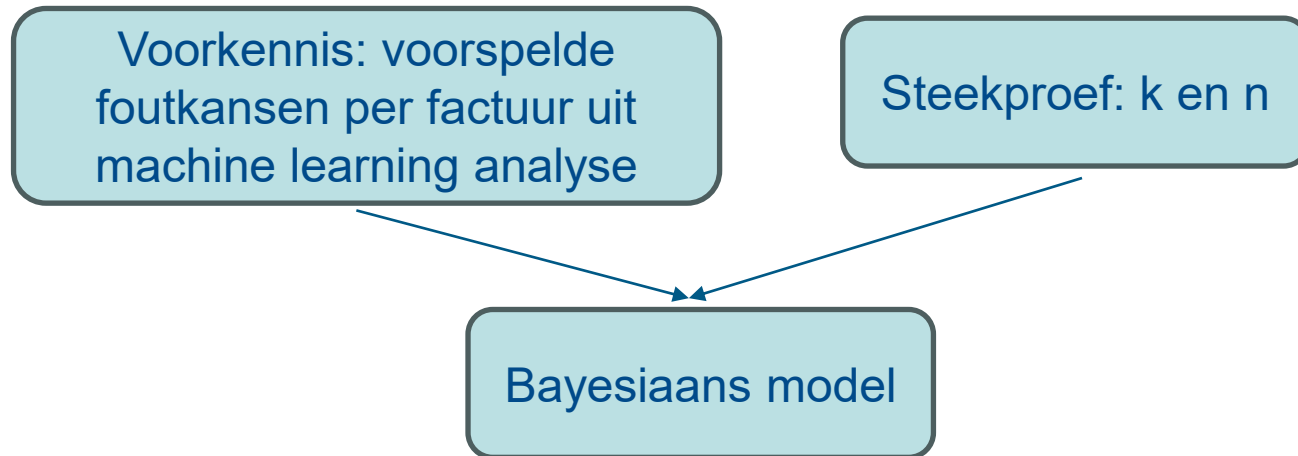 Voorkennis: voorspelde
foutkansen per factuur uit
machine learning analyse
Steekproef: k en n
Bayesiaans model